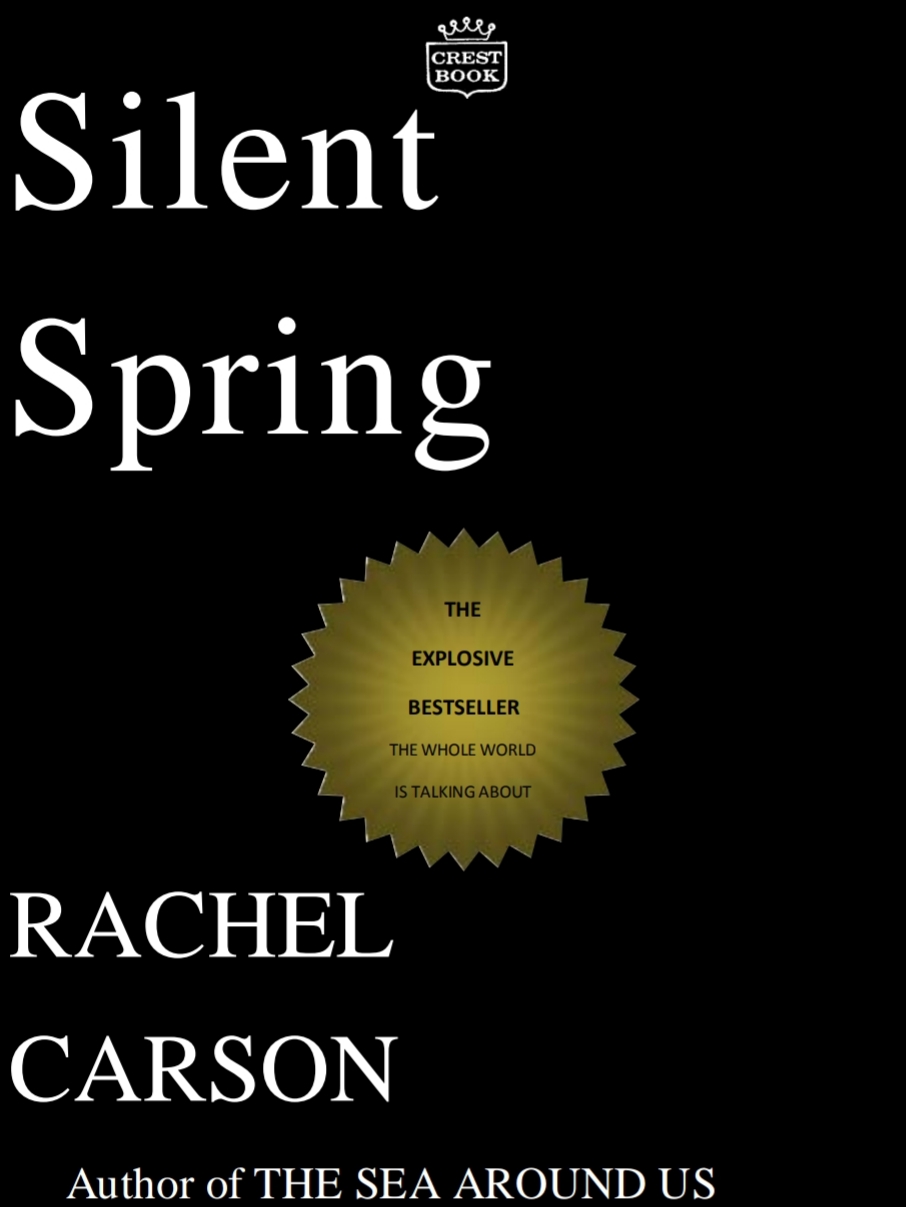 CREST
BOOK
Silent
Spring
THE
EXPLOSIVE
BESTSELLER
THE WHOLE WORLD
IS TALKING ABOUT
RACHEL
CARSON
Author of THE SEA AROUND US